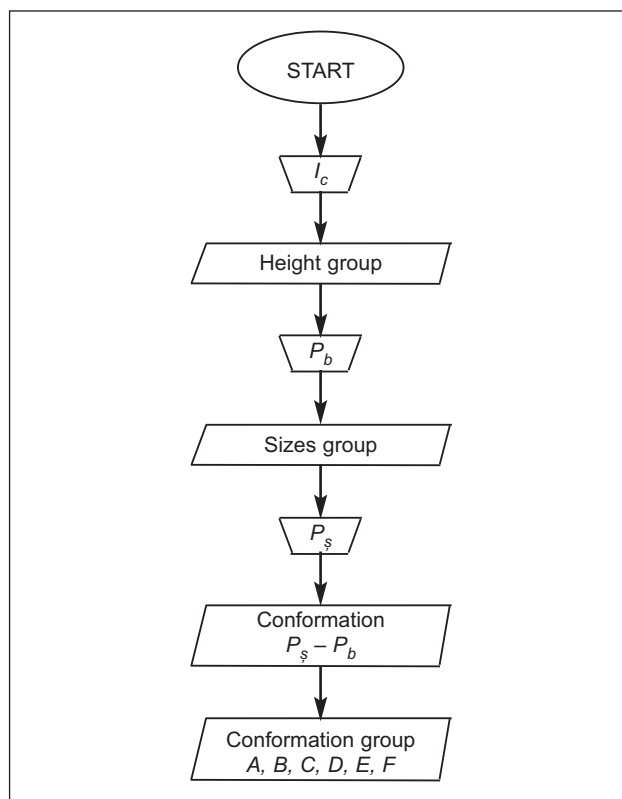 START
I_c
Height group
P_b
Sizes group
P_ș
Conformation
P_ș – P_b
Conformation group
A, B, C, D, E, F